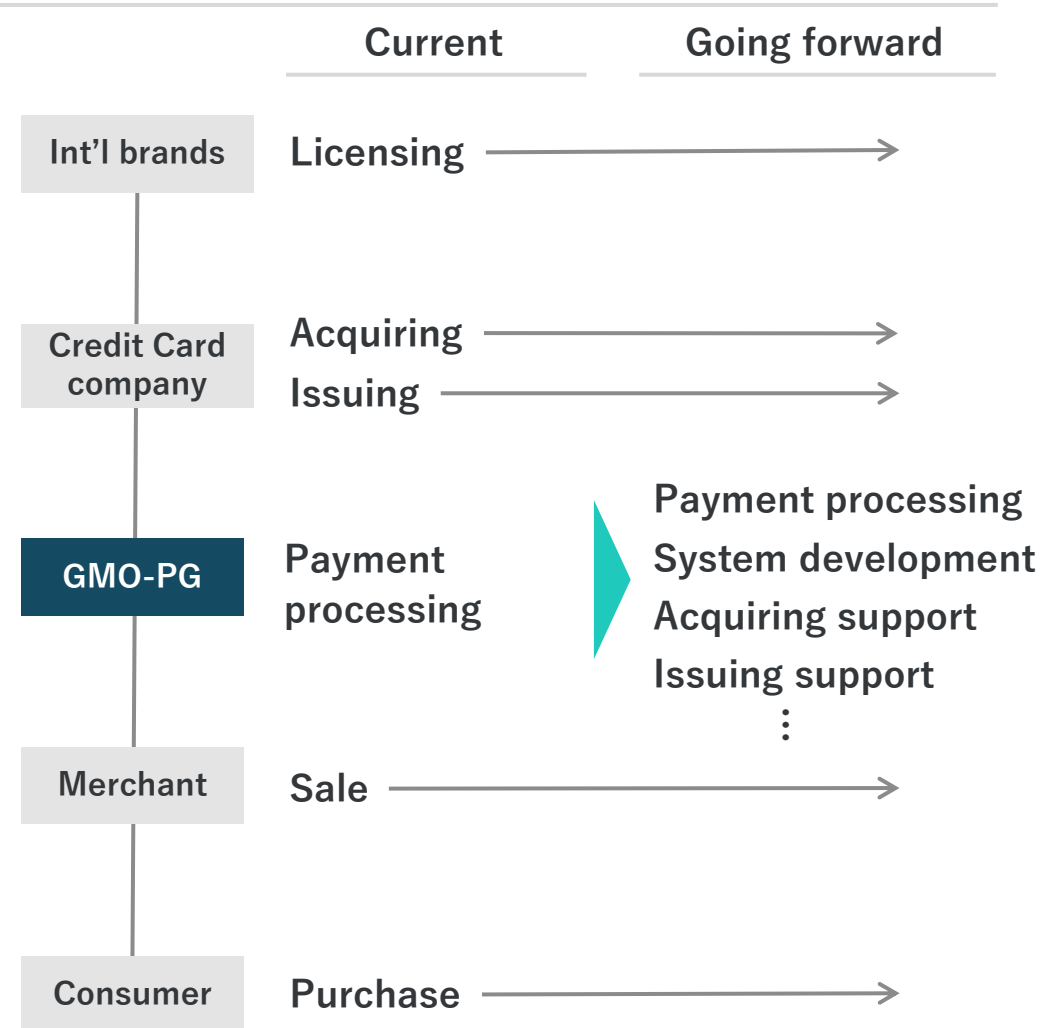 Current
Going forward
Int'l brands
Licensing
Credit Card
company
Acquiring
Issuing
GMO-PG
Payment
processing
Payment processing
System development
Acquiring support
Issuing support
⋮
Merchant
Sale
Consumer
Purchase